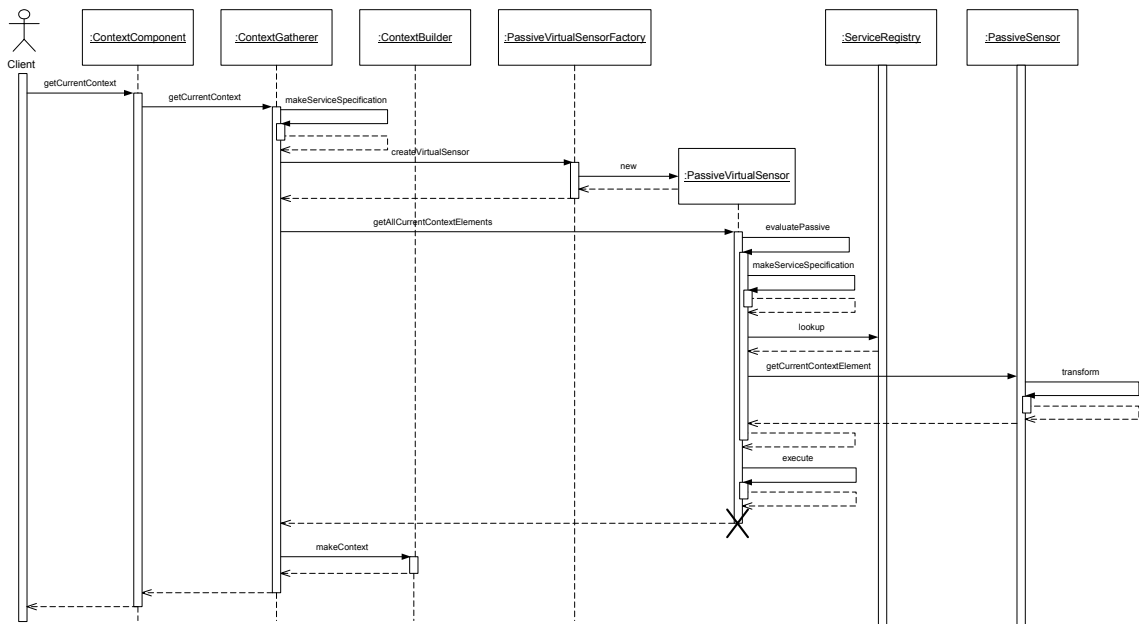 :ContextComponent
:ContextGatherer
:ContextBuilder
:PassiveVirtualSensorFactory
:ServiceRegistry
:PassiveSensor
Client
getCurrentContext
getCurrentContext
makeServiceSpecification
createVirtualSensor
new
:PassiveVirtualSensor
getAllCurrentContextElements
evaluatePassive
makeServiceSpecification
lookup
getCurrentContextElement
transform
execute
makeContext